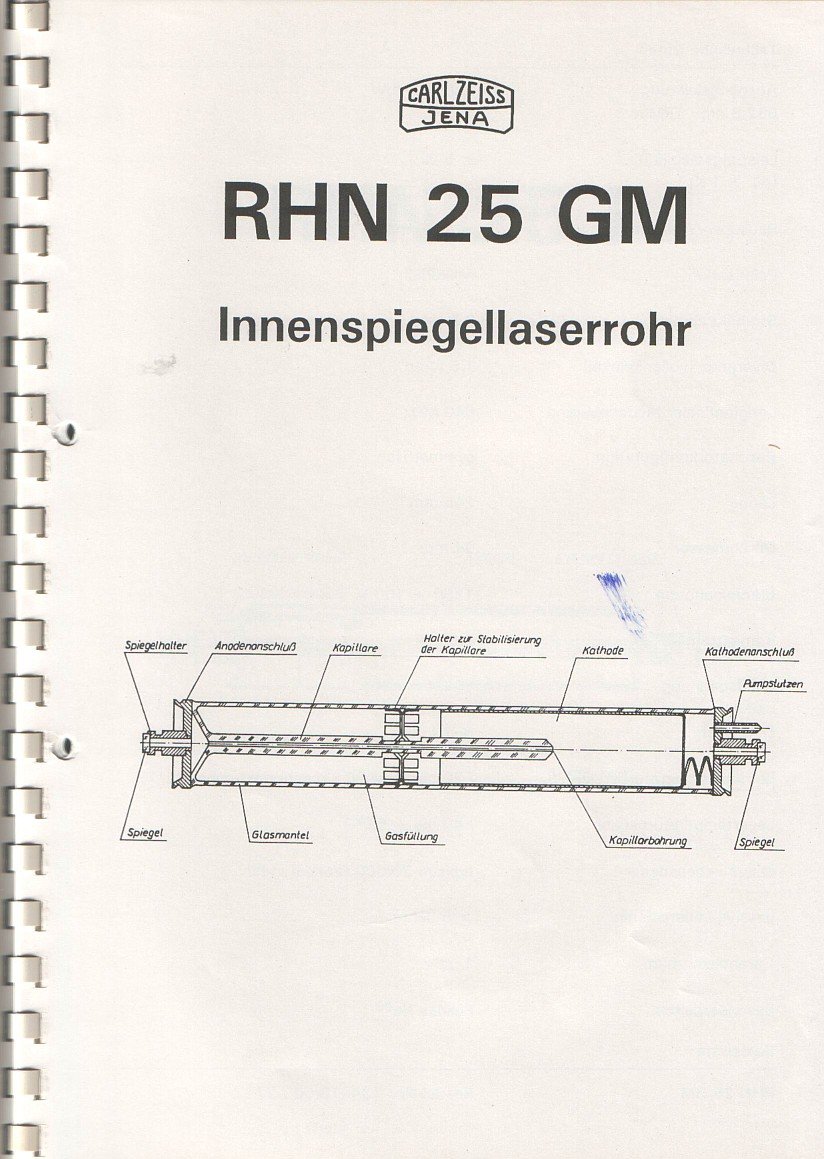 CARL ZEISS
JENA
RHN 25 GM
Innenspiegellaserrohr
Spiegelhalter
Anodenanschluß
Kapillare
Halter zur Stabilisierung
der Kapillare
Kathode
Kathodenanschluß
Pumpstutzen
Spiegel
Glasmantel
Gasfüllung
Kapillarbohrung
Spiegel